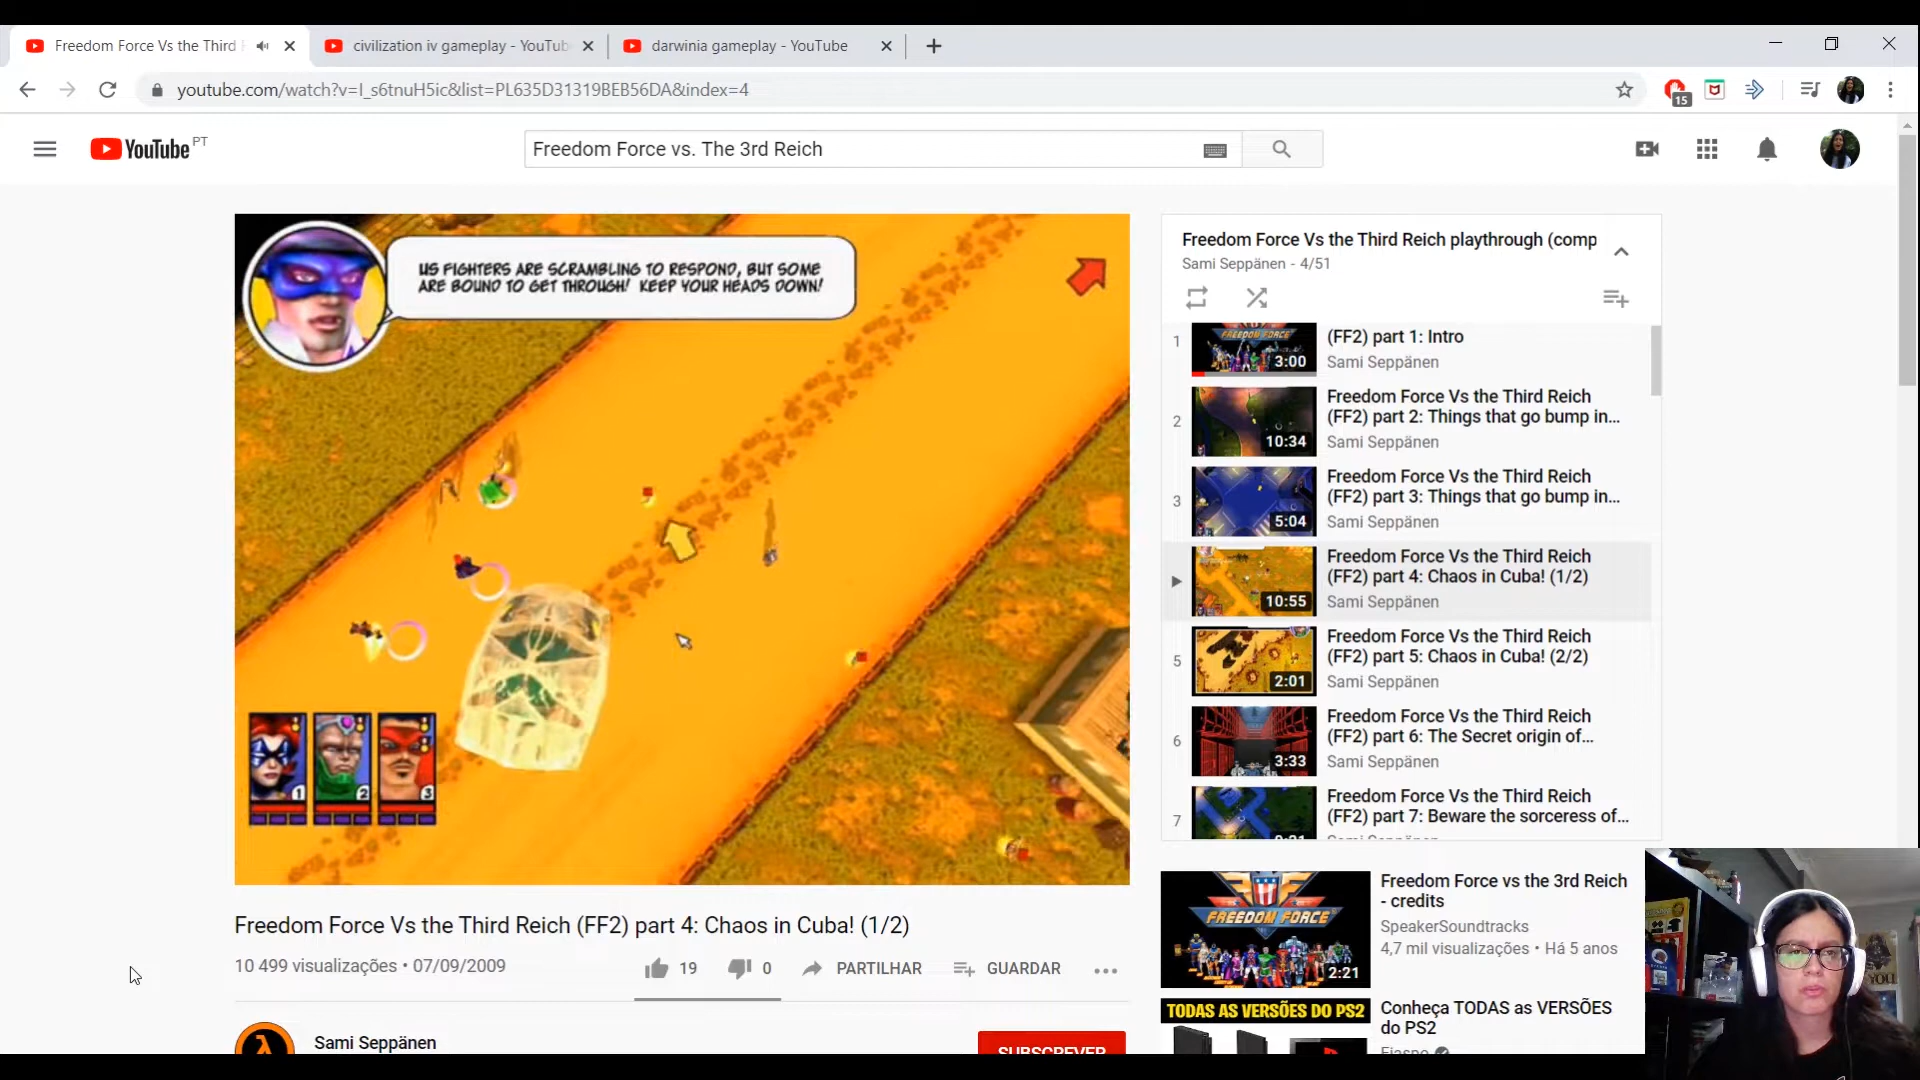 Freedom Force Vs the Third
civilization iv gameplay - YouTub
darwinia gameplay - YouTube
youtube.com/watch?v=I_s6tnuH5ic&list=PL635D31319BEB56DA&index=4
15
YouTube PT
Freedom Force vs. The 3rd Reich
US FIGHTERS ARE SCRAMBLING TO RESPOND, BUT SOME
ARE BOUND TO GET THROUGH! KEEP YOUR HEADS DOWN!
1
2
3
Freedom Force Vs the Third Reich (FF2) part 4: Chaos in Cuba! (1/2)
10 499 visualizações • 07/09/2009
19
0
PARTILHAR
GUARDAR
Sami Seppänen
SUBSCREVER
Freedom Force Vs the Third Reich playthrough (comp
Sami Seppänen - 4/51
1
FREEDOM FORCE
3:00
(FF2) part 1: Intro
Sami Seppänen
2
10:34
Freedom Force Vs the Third Reich
(FF2) part 2: Things that go bump in...
Sami Seppänen
3
5:04
Freedom Force Vs the Third Reich
(FF2) part 3: Things that go bump in...
Sami Seppänen
10:55
Freedom Force Vs the Third Reich
(FF2) part 4: Chaos in Cuba! (1/2)
Sami Seppänen
5
2:01
Freedom Force Vs the Third Reich
(FF2) part 5: Chaos in Cuba! (2/2)
Sami Seppänen
6
3:33
Freedom Force Vs the Third Reich
(FF2) part 6: The Secret origin of...
Sami Seppänen
7
Freedom Force Vs the Third Reich
(FF2) part 7: Beware the sorceress of...
FREEDOM FORCE
2:21
Freedom Force vs the 3rd Reich
- credits
SpeakerSoundtracks
4,7 mil visualizações • Há 5 anos
TODAS AS VERSÕES DO PS2
Conheça TODAS as VERSÕES
do PS2